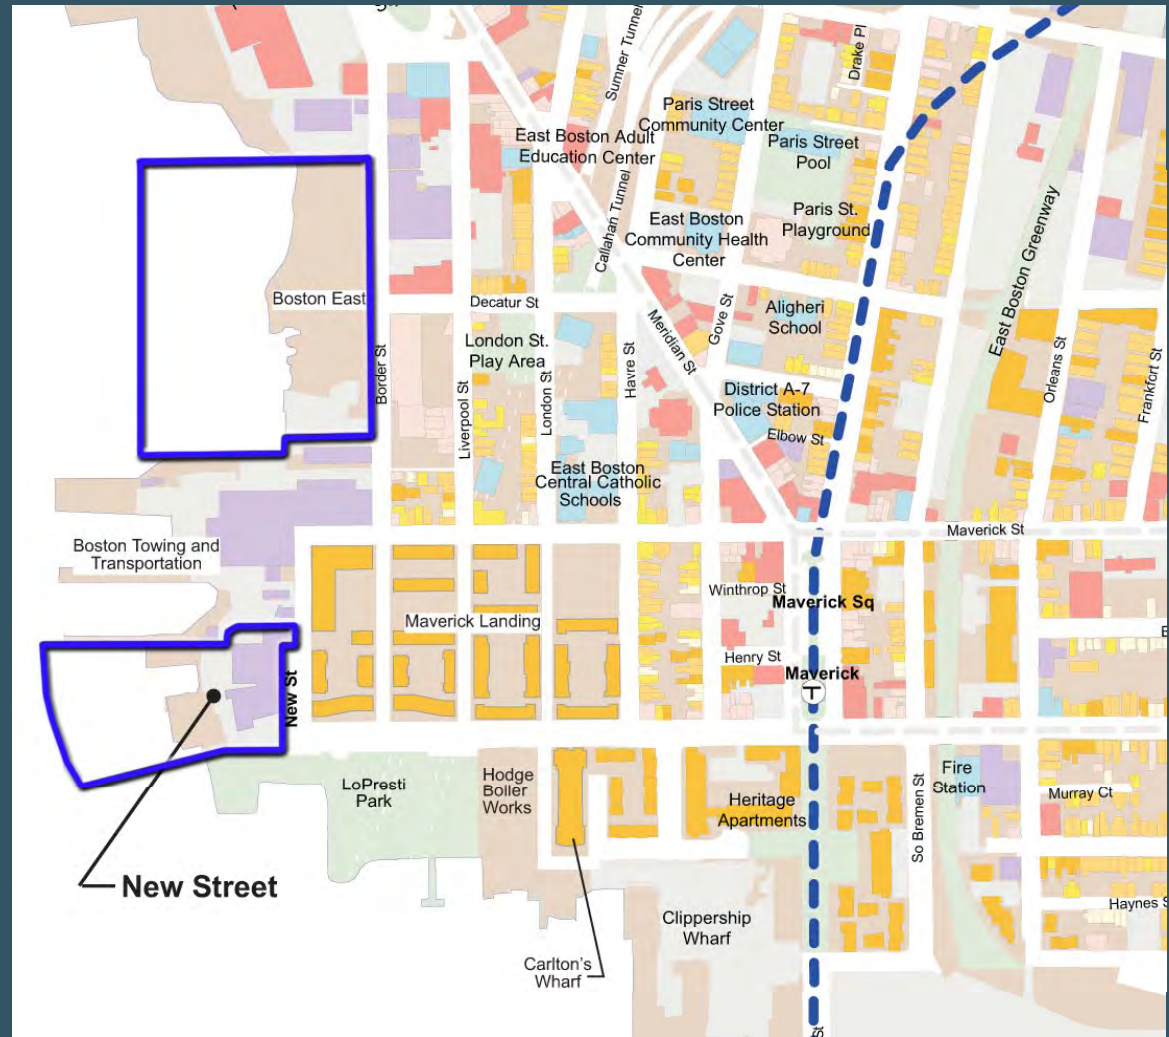 Sumner Tunnel
Drake Pl
Paris Street
Community Center
East Boston Adult
Education Center
Paris Street
Pool
Callahan Tunnel
Paris St.
Playground
East Boston
Community Health
Center
East Boston Greenway
Boston East
Decatur St
Aligheri
School
Meridian St
Gove St
London St.
Play Area
Border St
Liverpool St
London St
Havre St
Orleans St
Frankfort St
District A-7
Police Station
Elbow St
East Boston
Central Catholic
Schools
Maverick St
Boston Towing and
Transportation
Winthrop St
Maverick Sq
Maverick Landing
Henry St
Maverick
T
New St
LoPresti
Park
Hodge
Boiler
Works
Heritage
Apartments
So Bremen St
Fire
Station
Murray Ct
New Street
Clippership
Wharf
Haynes S
Carlton's
Wharf
St